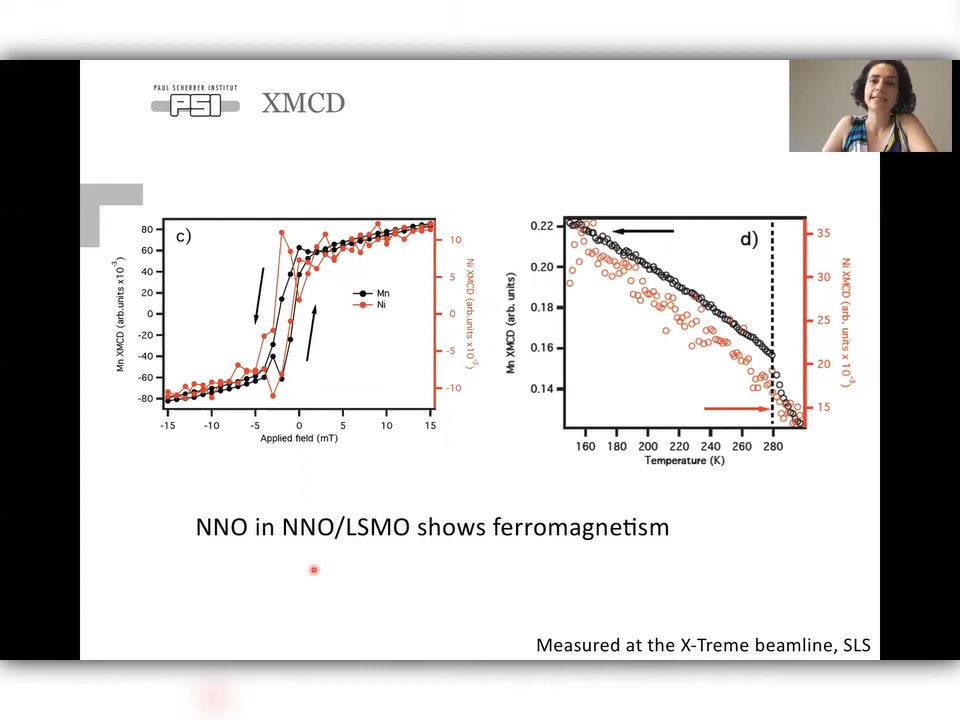 PAUL SCHERRER INSTITUT
PSI
XMCD
c)
Mn XMCD (arb.units x10⁻³)
80
60
40
20
0
-20
-40
-60
-80
Mn
Ni
10
5
0
-5
-10
Ni XMCD (arb.units x10⁻³)
-15 -10 -5 0 5 10 15
Applied field (mT)
d)
Mn XMCD (arb. units)
0.22
0.20
0.18
0.16
0.14
35
30
25
20
15
Ni XMCD (arb. units x 10⁻³)
160 180 200 220 240 260 280
Temperature (K)
NNO in NNO/LSMO shows ferromagnetism
Measured at the X-Treme beamline, SLS